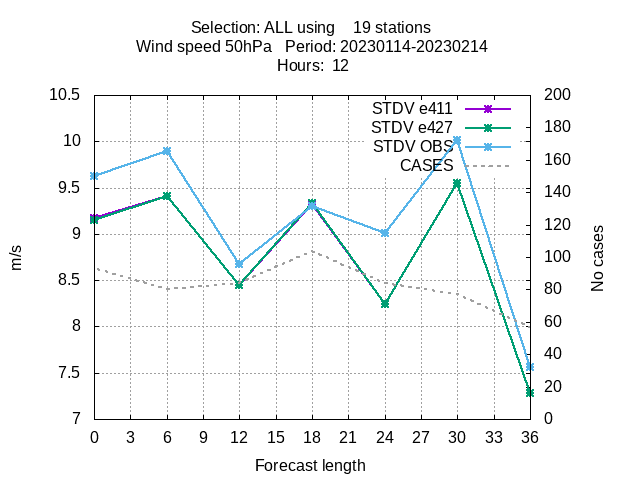 Selection: ALL using    19 stations
Wind speed 50hPa   Period: 20230114-20230214
Hours:  12
STDV e411
STDV e427
STDV OBS
CASES
10.5
10
9.5
9
8.5
8
7.5
7
200
180
160
140
120
100
80
60
40
20
0
m/s
No cases
0 3 6 9 12 15 18 21 24 27 30 33 36
Forecast length